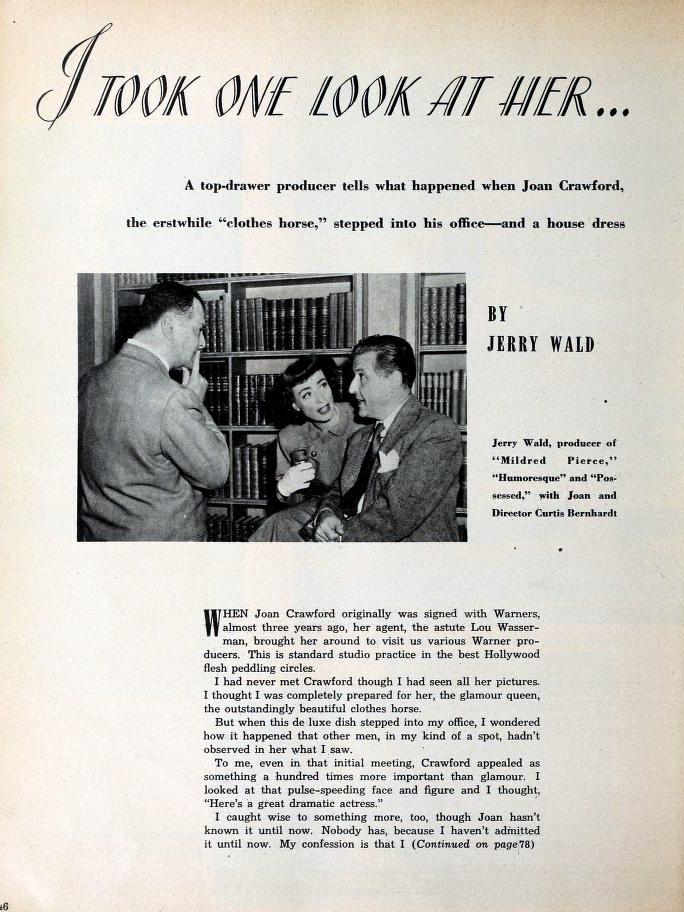 I TOOK ONE LOOK AT HER...
A top-drawer producer tells what happened when Joan Crawford,
the erstwhile “clothes horse,” stepped into his office—and a house dress
BY
JERRY WALD
Jerry Wald, producer of
“Mildred Pierce,”
“Humoresque” and “Pos-
sessed,” with Joan and
Director Curtis Bernhardt
WHEN Joan Crawford originally was signed with Warners,
almost three years ago, her agent, the astute Lou Wasser-
man, brought her around to visit us various Warner pro-
ducers. This is standard studio practice in the best Hollywood
flesh peddling circles.
I had never met Crawford though I had seen all her pictures.
I thought I was completely prepared for her, the glamour queen,
the outstandingly beautiful clothes horse.
But when this de luxe dish stepped into my office, I wondered
how it happened that other men, in my kind of a spot, hadn't
observed in her what I saw.
To me, even in that initial meeting, Crawford appealed as
something a hundred times more important than glamour. I
looked at that pulse-speeding face and figure and I thought,
“Here's a great dramatic actress.”
I caught wise to something more, too, though Joan hasn't
known it until now. Nobody has, because I haven't admitted
it until now. My confession is that I (Continued on page 78)
46